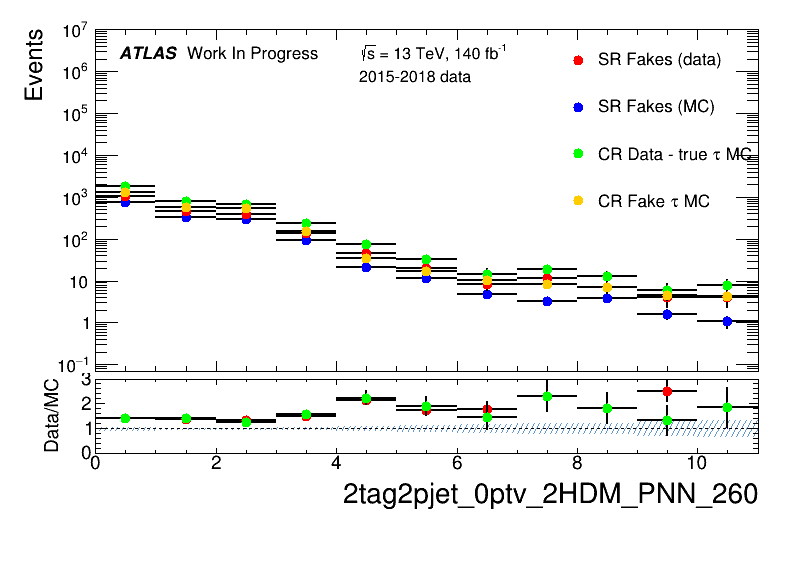 10⁷
ATLAS Work In Progress
√s = 13 TeV, 140 fb⁻¹
2015-2018 data
Events
SR Fakes (data)
SR Fakes (MC)
CR Data - true τ MC
CR Fake τ MC
10⁶
10⁵
10⁴
10³
10²
10
1
10⁻¹
Data/MC
3
2
1
0
0 2 4 6 8 10
2tag2pjet_0ptv_2HDM_PNN_260